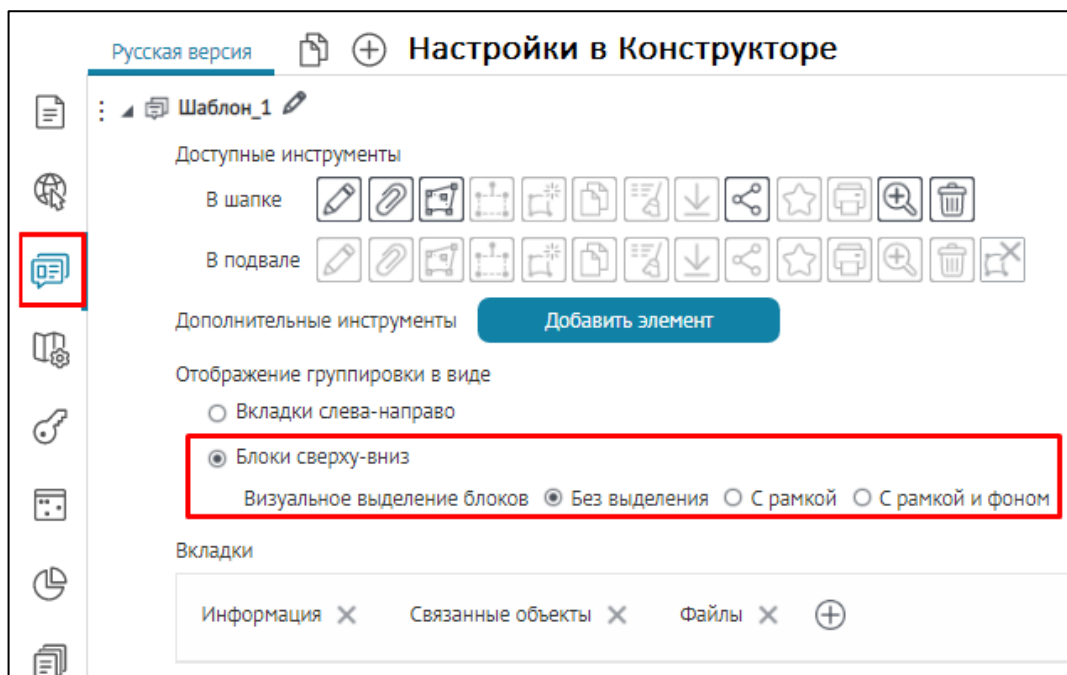 Русская версия Настройки в Конструкторе
Шаблон_1
Доступные инструменты
В шапке
В подвале
Дополнительные инструменты Добавить элемент
Отображение группировки в виде
Вкладки слева-направо
Блоки сверху-вниз
Визуальное выделение блоков Без выделения С рамкой С рамкой и фоном
Вкладки
Информация Связанные объекты Файлы